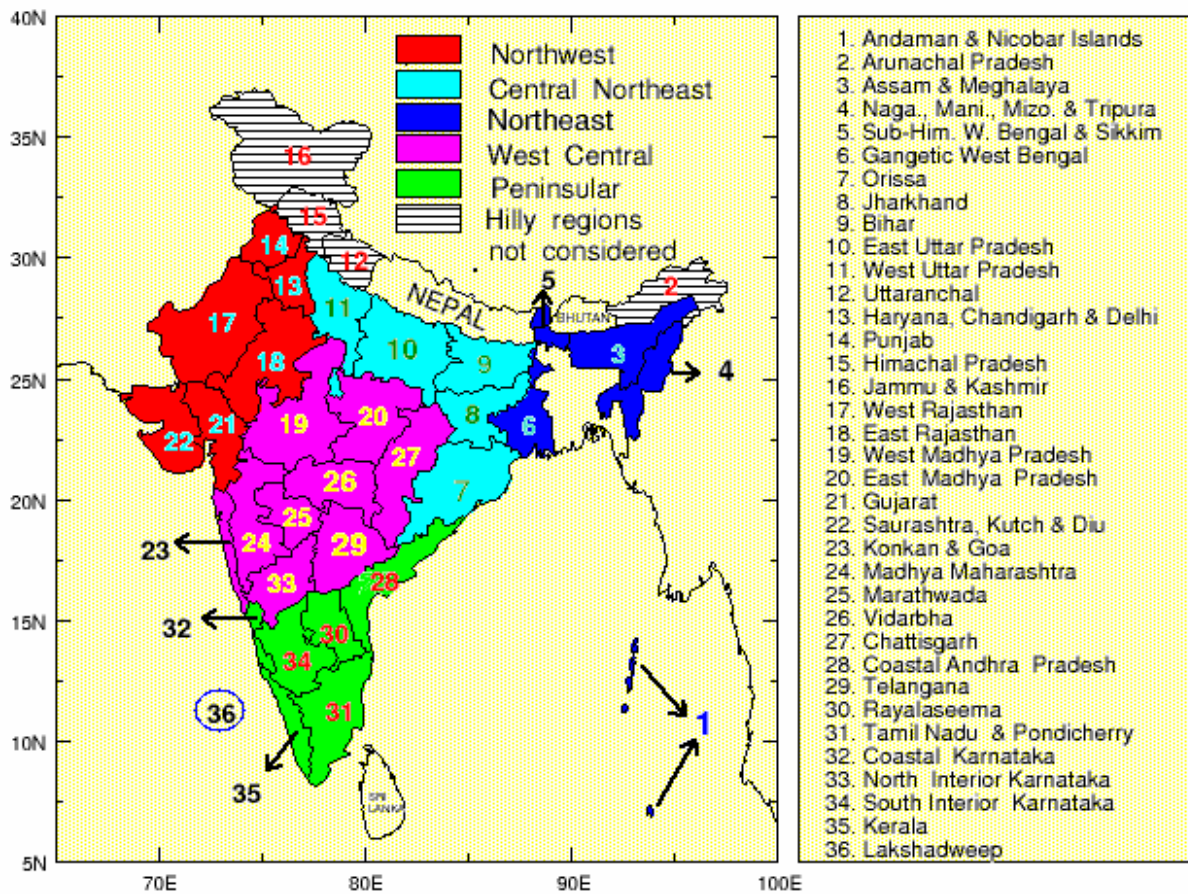 40N
35N
30N
25N
20N
15N
10N
5N
70E
80E
90E
100E
Northwest
Central Northeast
Northeast
West Central
Peninsular
Hilly regions
not considered
16
15
14
12
13
11
17
18
10
9
NEPAL
BHUTAN
5
2
3
4
22
21
19
20
8
6
27
7
26
25
24
29
23
33
28
32
30
34
31
36
35
1
SRI
LANKA
1. Andaman & Nicobar Islands
2. Arunachal Pradesh
3. Assam & Meghalaya
4. Naga., Mani., Mizo. & Tripura
5. Sub-Him. W. Bengal & Sikkim
6. Gangetic West Bengal
7. Orissa
8. Jharkhand
9. Bihar
10. East Uttar Pradesh
11. West Uttar Pradesh
12. Uttaranchal
13. Haryana, Chandigarh & Delhi
14. Punjab
15. Himachal Pradesh
16. Jammu & Kashmir
17. West Rajasthan
18. East Rajasthan
19. West Madhya Pradesh
20. East Madhya Pradesh
21. Gujarat
22. Saurashtra, Kutch & Diu
23. Konkan & Goa
24. Madhya Maharashtra
25. Marathwada
26. Vidarbha
27. Chattisgarh
28. Coastal Andhra Pradesh
29. Telangana
30. Rayalaseema
31. Tamil Nadu & Pondicherry
32. Coastal Karnataka
33. North Interior Karnataka
34. South Interior Karnataka
35. Kerala
36. Lakshadweep